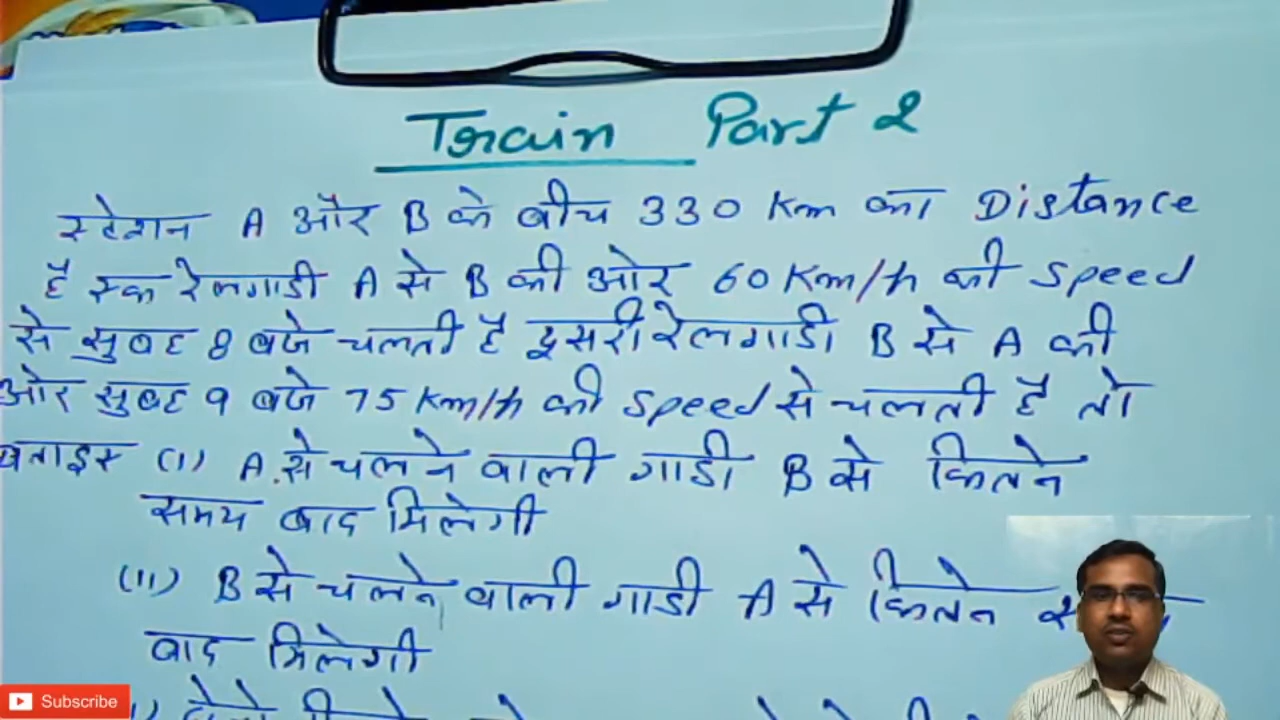 Train Part 2
स्टेशन A और B के बीच 330 Km का Distance
है एक रेलगाडी A से B की ओर 60 Km/h की Speed
से सुबह 8 बजे चलती है दुसरी रेलगाडी B से A की
ओर सुबह 9 बजे 75 Km/h की Speed से चलती है तो
बताइए (I) A से चलने वाली गाडी B से कितने
समय बाद मिलेगी
(II) B से चलने वाली गाडी A से कितने
बाद मिलेगी
Subscribe